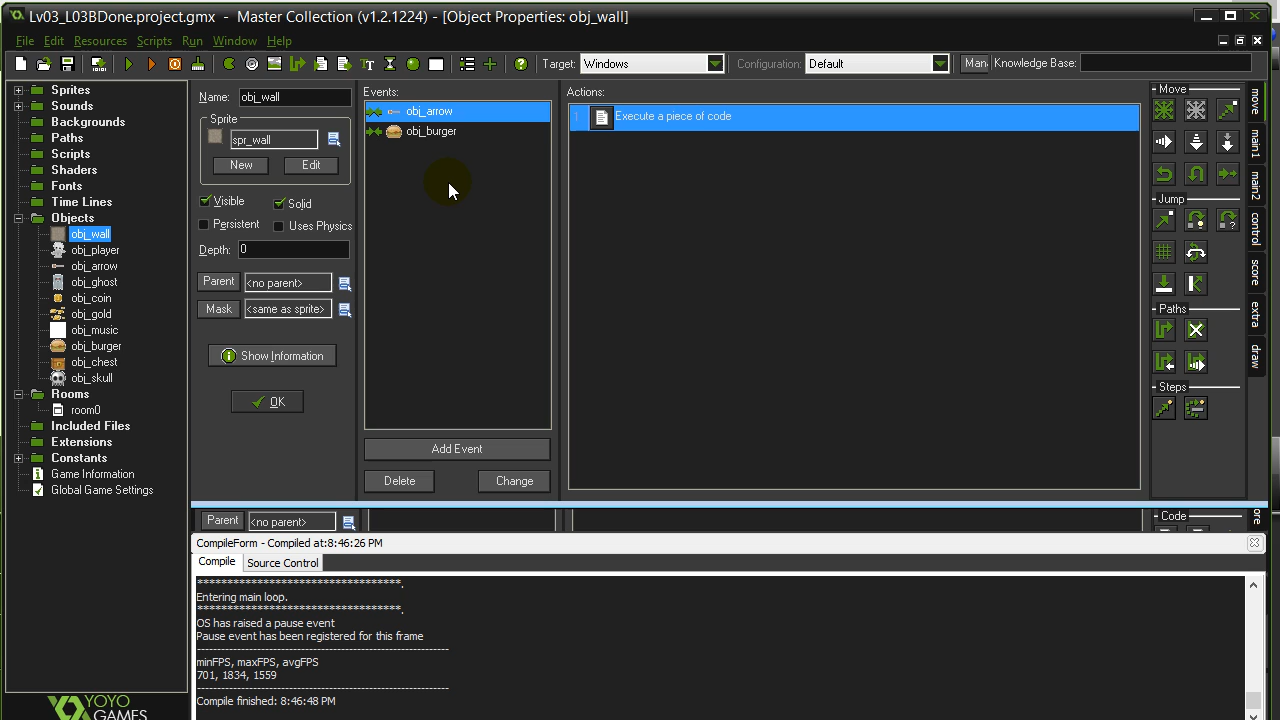 Lv03_L03BDone.project.gmx - Master Collection (v1.2.1224) - [Object Properties: obj_wall]
File Edit Resources Scripts Run Window Help
Target: Windows Configuration: Default Man Knowledge Base:
Sprites
Sounds
Backgrounds
Paths
Scripts
Shaders
Fonts
Time Lines
Objects
obj_wall
obj_player
obj_arrow
obj_ghost
obj_coin
obj_gold
obj_music
obj_burger
obj_chest
obj_skull
Rooms
room0
Included Files
Extensions
Constants
Game Information
Global Game Settings
YOYO
GAMES
Name: obj_wall
Sprite
spr_wall
New Edit
Visible Solid
Persistent Uses Physics
Depth: 0
Parent <no parent>
Mask <same as sprite>
Show Information
OK
Events:
obj_arrow
obj_burger
Add Event
Delete Change
Actions:
1 Execute a piece of code
Move
Jump
Paths
Steps
move
main1
main2
control
score
extra
draw
Parent <no parent>
Code
ore
CompileForm - Compiled at:8:46:26 PM
Compile Source Control
***********************************.
Entering main loop.
***********************************.
OS has raised a pause event
Pause event has been registered for this frame
------------------------------------------------------------
minFPS, maxFPS, avgFPS
701, 1834, 1559
------------------------------------------------------------
Compile finished: 8:46:48 PM